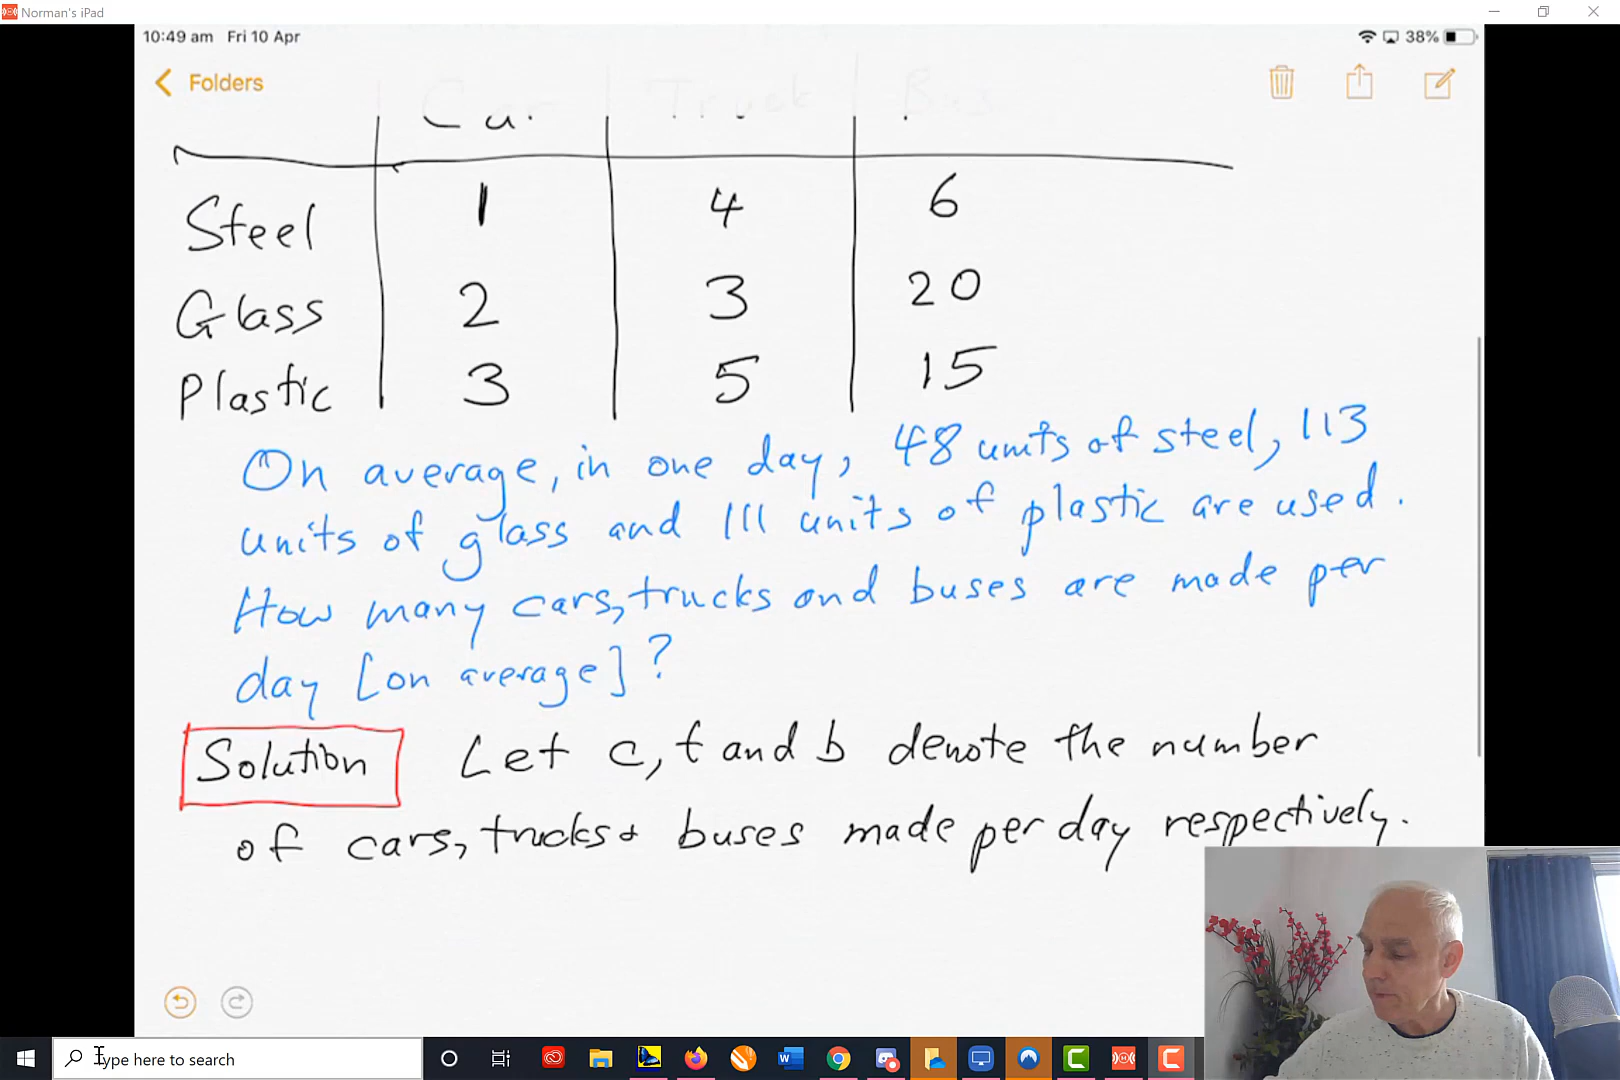 Norman's iPad
10:49 am Fri 10 Apr 38%
Folders
Car Truck Bus
Steel 1 4 6
Glass 2 3 20
Plastic 3 5 15
On average, in one day, 48 units of steel, 113
units of glass and 111 units of plastic are used.
How many cars, trucks and buses are made per
day [on average]?
Solution Let c, t and b denote the number
of cars, trucks + buses made per day respectively.
Type here to search